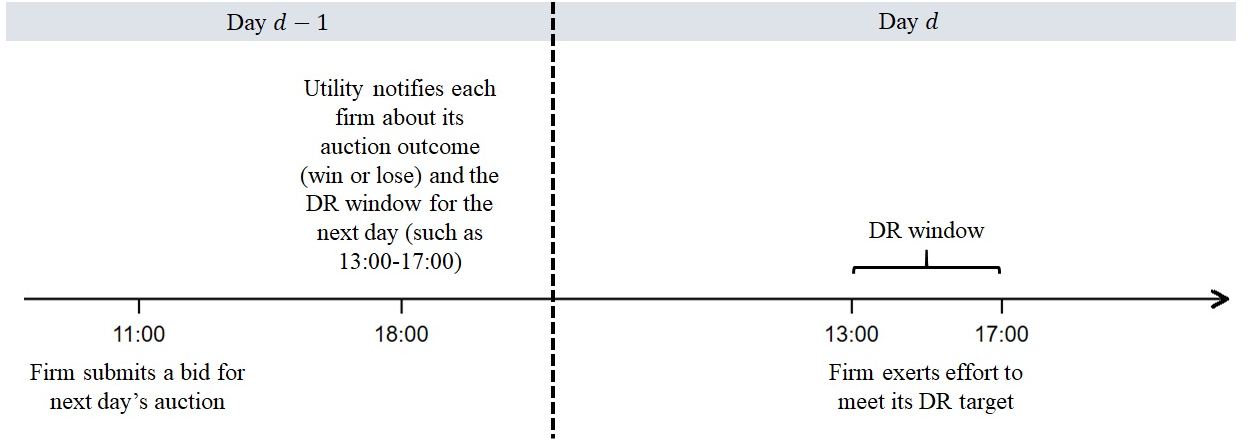 Day d − 1
Day d
Utility notifies each
firm about its
auction outcome
(win or lose) and the
DR window for the
next day (such as
13:00-17:00)
DR window
11:00
18:00
13:00
17:00
Firm submits a bid for
next day’s auction
Firm exerts effort to
meet its DR target